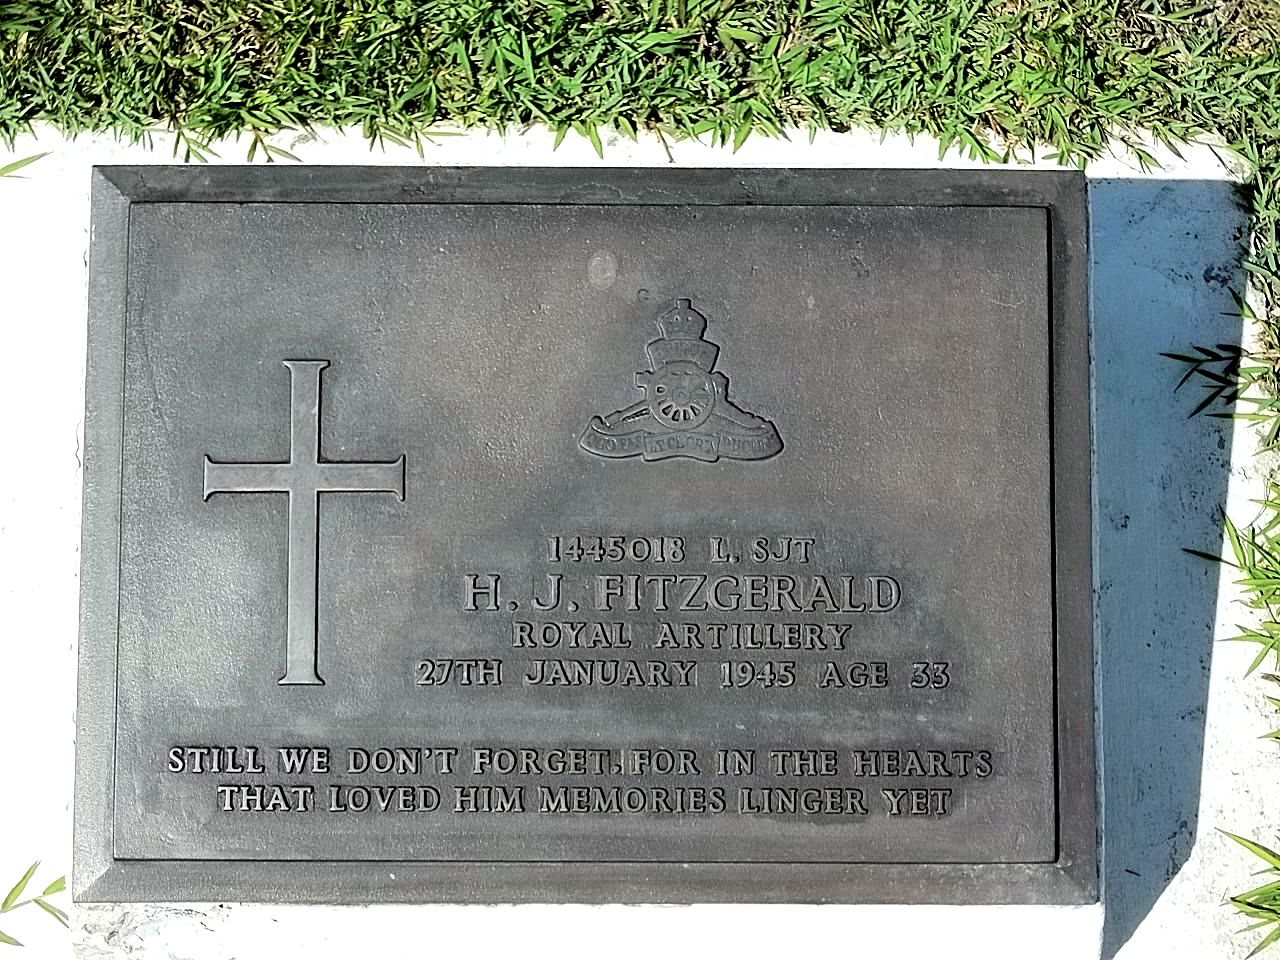 1445018 L. SJT
H. J. FITZGERALD
ROYAL ARTILLERY
27TH JANUARY 1945 AGE 33
STILL WE DON'T FORGET. FOR IN THE HEARTS
THAT LOVED HIM MEMORIES LINGER YET